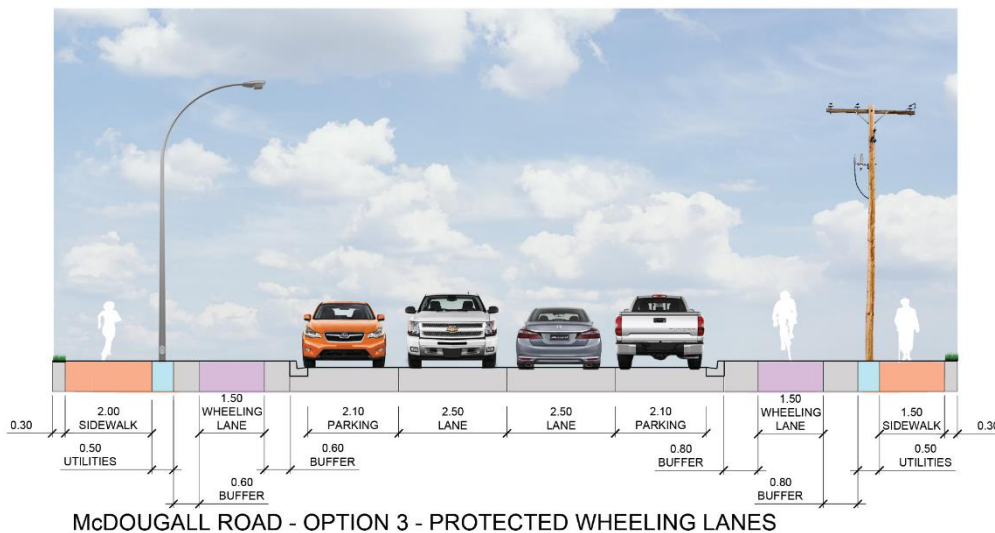 0.30
2.00
SIDEWALK
0.50
UTILITIES
0.60
BUFFER
1.50
WHEELING
LANE
0.60
BUFFER
2.10
PARKING
2.50
LANE
2.50
LANE
2.10
PARKING
0.80
BUFFER
1.50
WHEELING
LANE
0.80
BUFFER
1.50
SIDEWALK
0.50
UTILITIES
0.30
McDOUGALL ROAD - OPTION 3 - PROTECTED WHEELING LANES